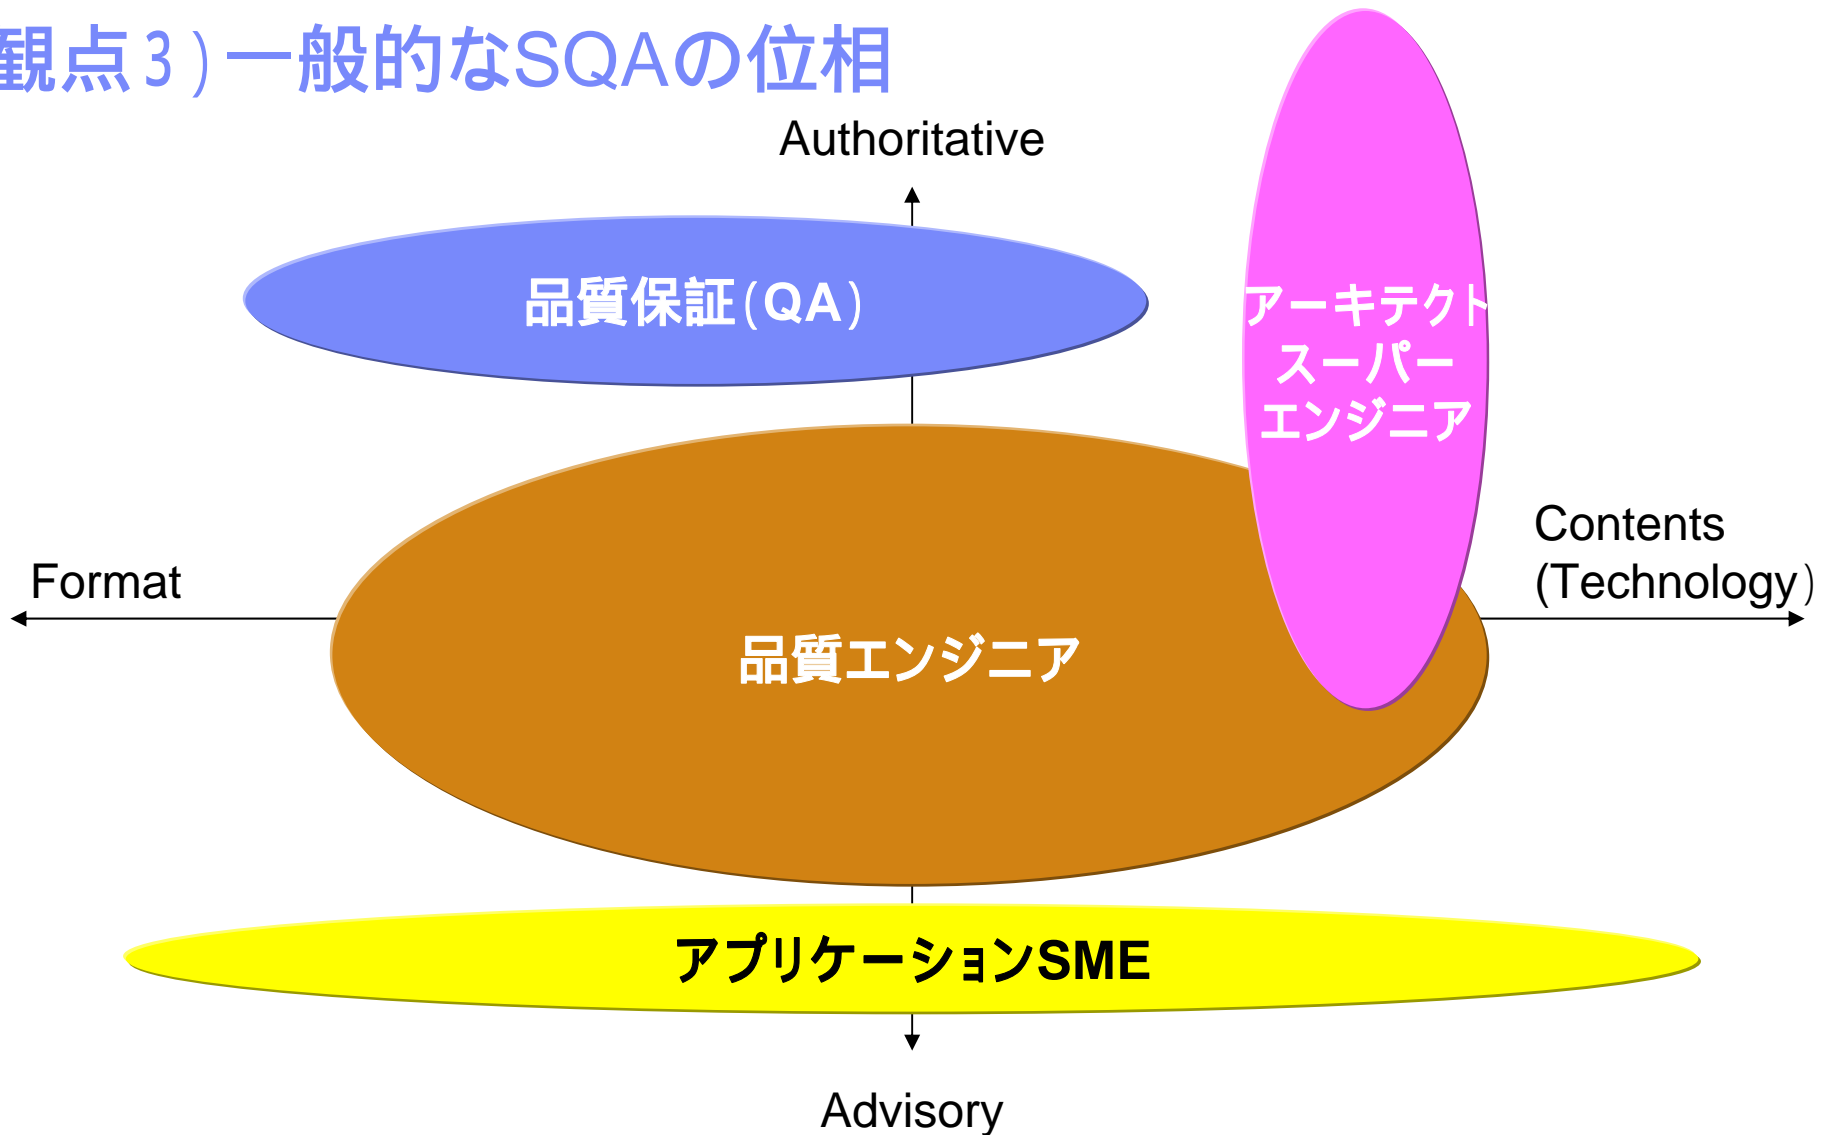 観点3)一般的なSQAの位相
Authoritative
品質保証(QA)
アーキテクト
スーパー
エンジニア
Contents
(Technology)
Format
品質エンジニア
アプリケーションSME
Advisory